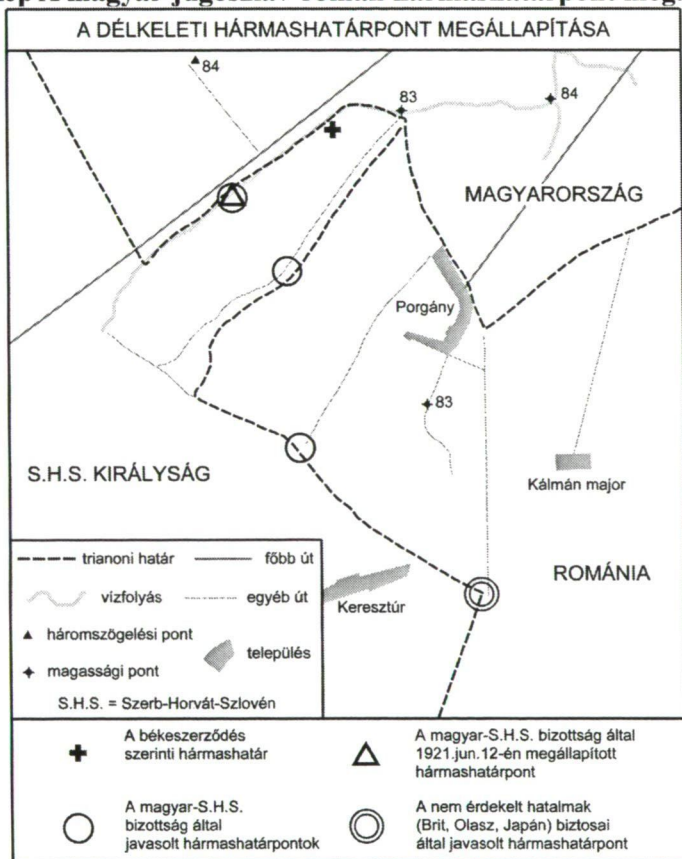 A DÉLKELETI HÁRMASHATÁRPONT MEGÁLLAPÍTÁSA
84
83
84
MAGYARORSZÁG
Porgány
83
S.H.S. KIRÁLYSÁG
Kálmán major
ROMÁNIA
Keresztúr
trianoni határ
főbb út
vízfolyás
egyéb út
háromszögelési pont
település
magassági pont
S.H.S. = Szerb-Horvát-Szlovén
A békeszerződés
szerinti hármashatár
A magyar-S.H.S. bizottság által
1921.jun.12-én megállapított
hármashatárpont
A magyar-S.H.S.
bizottság által
javasolt hármashatárpontok
A nem érdekelt hatalmak
(Brit, Olasz, Japán) biztosai
által javasolt hármashatárpont